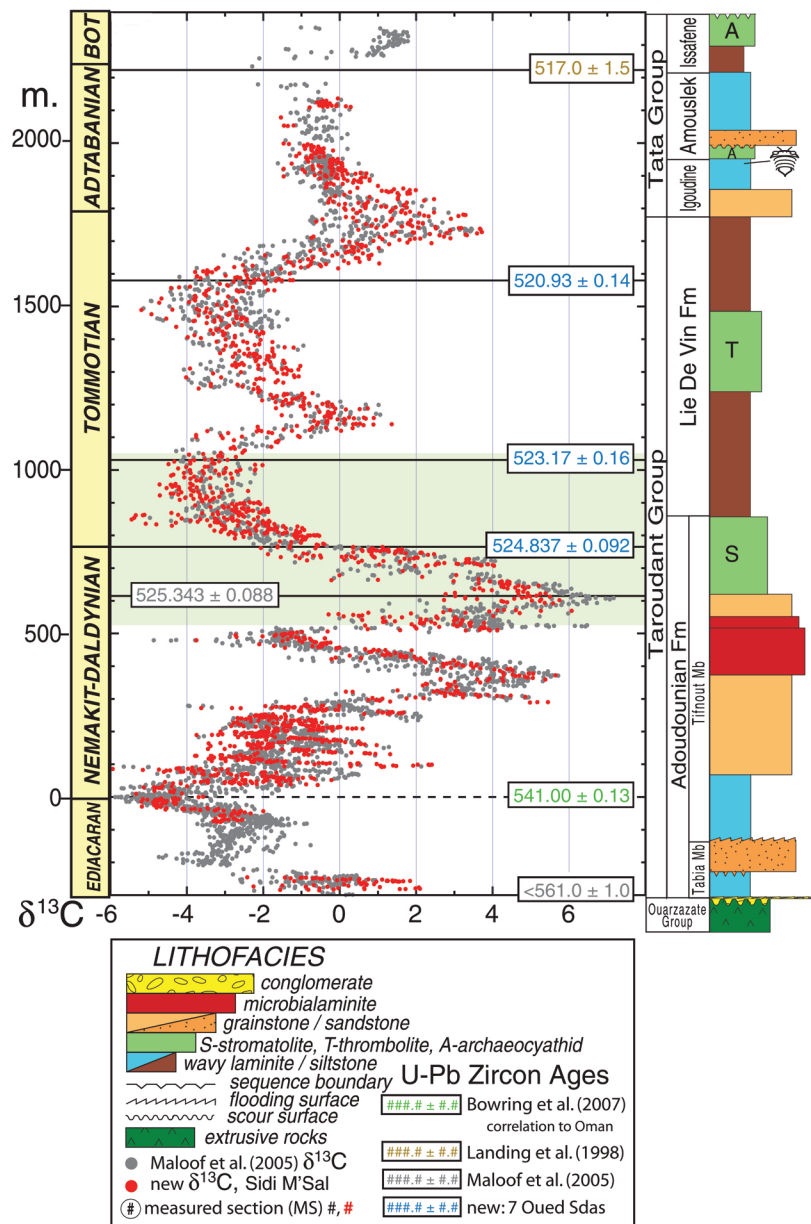 BOT
ADTABANIAN
TOMMOTIAN
NEMAKIT-DALDYNIAN
EDIACARAN
m.
2000
1500
1000
500
0
517.0 ± 1.5
520.93 ± 0.14
523.17 ± 0.16
524.837 ± 0.092
525.343 ± 0.088
541.00 ± 0.13
<561.0 ± 1.0
δ13C -6 -4 -2 0 2 4 6
Tata Group
Taroudant Group
Issafene
Amouslek
Igoudine
Lie De Vin Fm
Adoudounian Fm
Tifnout Mb
Tabia Mb
Ouarzazate
Group
A
A
T
S
LITHOFACIES
conglomerate
microbialaminite
grainstone / sandstone
S-stromatolite, T-thrombolite, A-archaeocyathid
wavy laminite / siltstone
sequence boundary
flooding surface
scour surface
extrusive rocks
Maloof et al. (2005) δ13C
new δ13C, Sidi M'Sal
# measured section (MS) #, #
U-Pb Zircon Ages
###.# ± #.# Bowring et al. (2007)
correlation to Oman
###.# ± #.# Landing et al. (1998)
###.# ± #.# Maloof et al. (2005)
###.# ± #.# new: 7 Oued Sdas